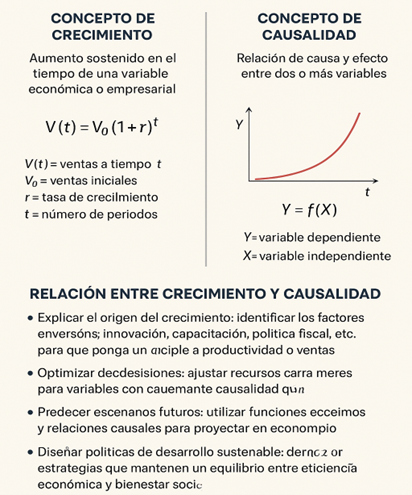 CONCEPTO DE
CRECIMIENTO
Aumento sostenido en el
tiempo de una variable
económica o empresarial
V(t) = V₀ (1 + r)ᵗ
V(t) = ventas a tiempo t
V₀ = ventas iniciales
r = tasa de crecilmiento
t = número de periodos
CONCEPTO DE
CAUSALIDAD
Relación de causa y efecto
entre dos o más variables
Y
t
Y = f(X)
Y=variable dependiente
X=variable independiente
RELACIÓN ENTRE CRECIMIENTO Y CAUSALIDAD
• Explicar el origen del crecimiento: identificar los factores
enversóns; innovación, capacitación, politica fiscal, etc.
para que ponga un aciple a productividad o ventas
• Optimizar decdesisiones: ajustar recursos carra meres
para variables con cauemante causalidad
• Predecer escenanos futuros: utilizar funciones ecceimos
y relaciones causales para proyectar en econompio
• Diseñar politicas de desarrollo sustenable:
estrategias que mantenen un equilibrio entre eticiencía
económica y bienestar